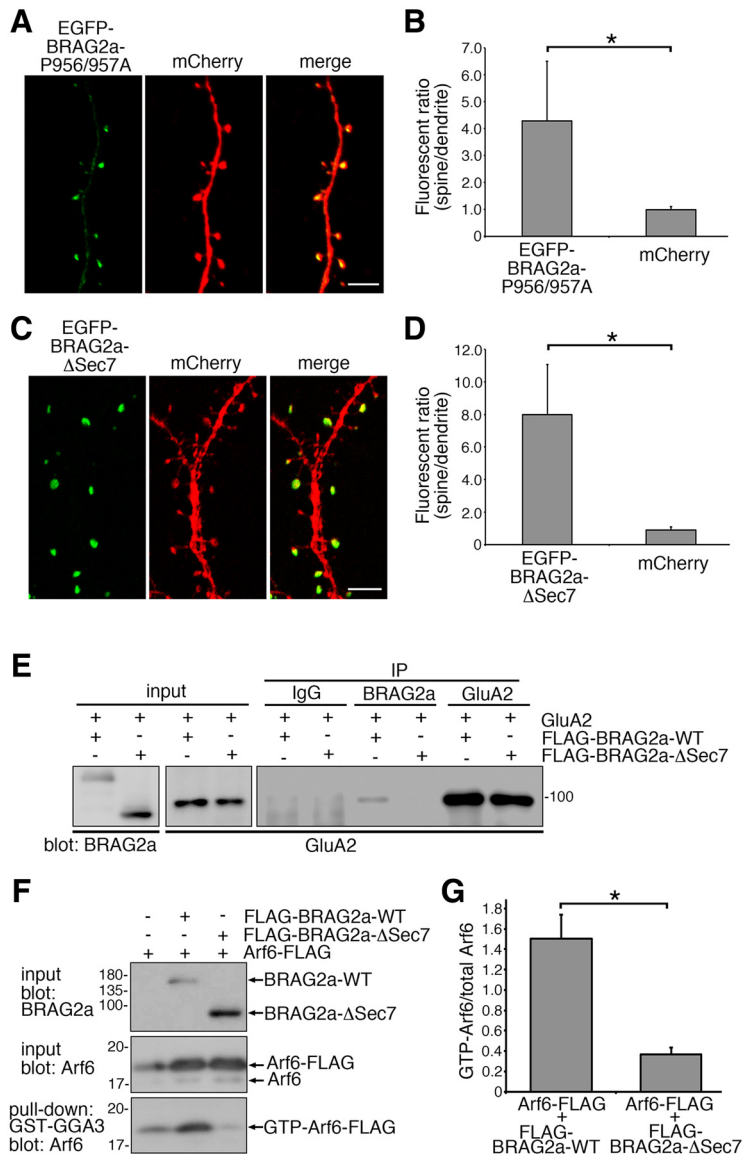 A
EGFP-
BRAG2a-
P956/957A
mCherry
merge
B
7.0
6.0
5.0
4.0
3.0
2.0
1.0
0
Fluorescent ratio
(spine/dendrite)
*
EGFP-
BRAG2a-
P956/957A
mCherry
C
EGFP-
BRAG2a-
ΔSec7
mCherry
merge
D
12.0
10.0
8.0
6.0
4.0
2.0
0
Fluorescent ratio
(spine/dendrite)
*
EGFP-
BRAG2a-
ΔSec7
mCherry
E
IP
input
IgG
BRAG2a
GluA2
+ + + + + + + + + + GluA2
+ - + - + - + - + - FLAG-BRAG2a-WT
- + - + - + - + - + FLAG-BRAG2a-ΔSec7
-100
blot: BRAG2a
GluA2
F
- + - FLAG-BRAG2a-WT
- - + FLAG-BRAG2a-ΔSec7
+ + + Arf6-FLAG
input
blot:
BRAG2a
180-
135-
100-
BRAG2a-WT
BRAG2a-ΔSec7
input
blot: Arf6
20-
17-
Arf6-FLAG
Arf6
pull-down:
GST-GGA3
blot: Arf6
20-
17-
GTP-Arf6-FLAG
G
1.8
1.6
1.4
1.2
1.0
0.8
0.6
0.4
0.2
0
GTP-Arf6/total Arf6
*
Arf6-FLAG
+
FLAG-
BRAG2a-WT
Arf6-FLAG
+
FLAG-
BRAG2a-ΔSec7